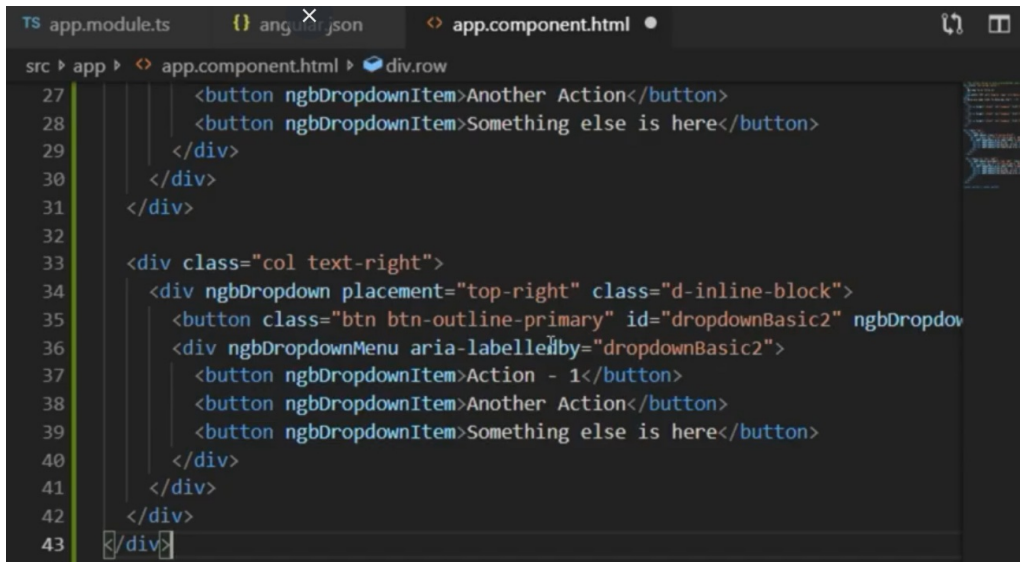 TS app.module.ts {} angular.json <> app.component.html
src app <> app.component.html div.row
27 <button ngbDropdownItem>Another Action</button>
28 <button ngbDropdownItem>Something else is here</button>
29 </div>
30 </div>
31 </div>
32
33 <div class="col text-right">
34 <div ngbDropdown placement="top-right" class="d-inline-block">
35 <button class="btn btn-outline-primary" id="dropdownBasic2" ngbDropdow
36 <div ngbDropdownMenu aria-labelledby="dropdownBasic2">
37 <button ngbDropdownItem>Action - 1</button>
38 <button ngbDropdownItem>Another Action</button>
39 <button ngbDropdownItem>Something else is here</button>
40 </div>
41 </div>
42 </div>
43 </div>